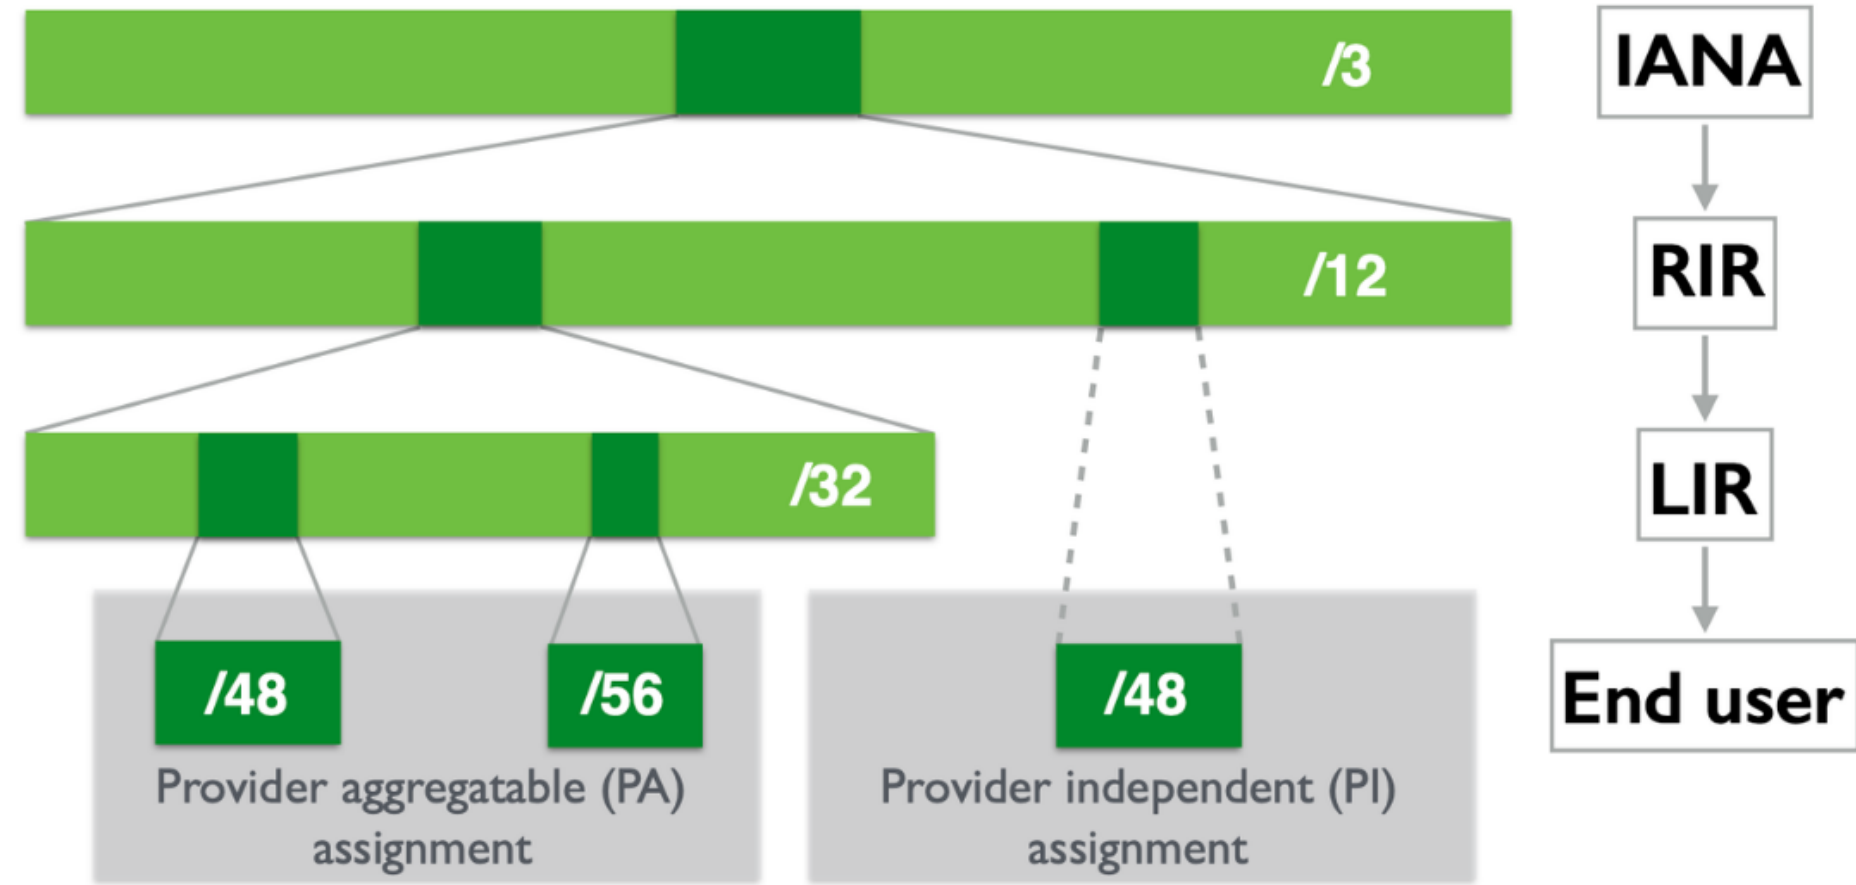 /3
IANA
/12
RIR
/32
LIR
/48
/56
/48
End user
Provider aggregatable (PA)
assignment
Provider independent (PI)
assignment